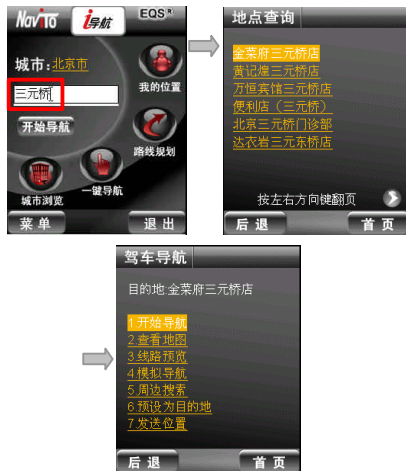 NaviTo i导航 EQS®
城市:北京市
三元桥
我的位置
开始导航
路线规划
一键导航
城市浏览
菜单 退出
地点查询
金菜府三元桥店
黄记煌三元桥店
万恒宾馆三元桥店
便利店（三元桥）
北京三元桥门诊部
达衣岩三元东桥店
按左右方向键翻页
后退 首页
驾车导航
目的地:金菜府三元桥店
1.开始导航
2.查看地图
3.线路预览
4.模拟导航
5.周边搜索
6.预设为目的地
7.发送位置
后退 首页